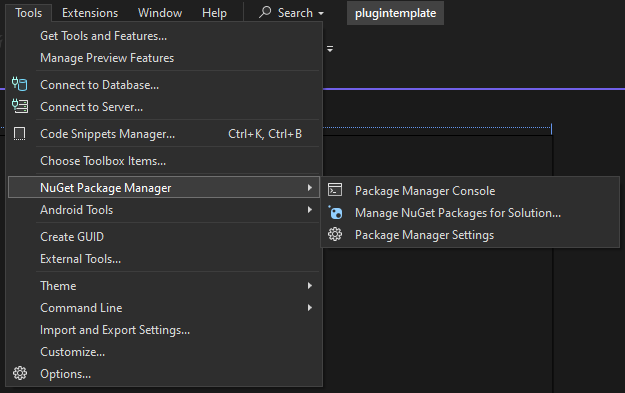 Tools Extensions Window Help Search plugintemplate
Get Tools and Features...
Manage Preview Features
Connect to Database...
Connect to Server...
Code Snippets Manager... Ctrl+K, Ctrl+B
Choose Toolbox Items...
NuGet Package Manager
Package Manager Console
Manage NuGet Packages for Solution...
Package Manager Settings
Android Tools
Create GUID
External Tools...
Theme
Command Line
Import and Export Settings...
Customize...
Options...